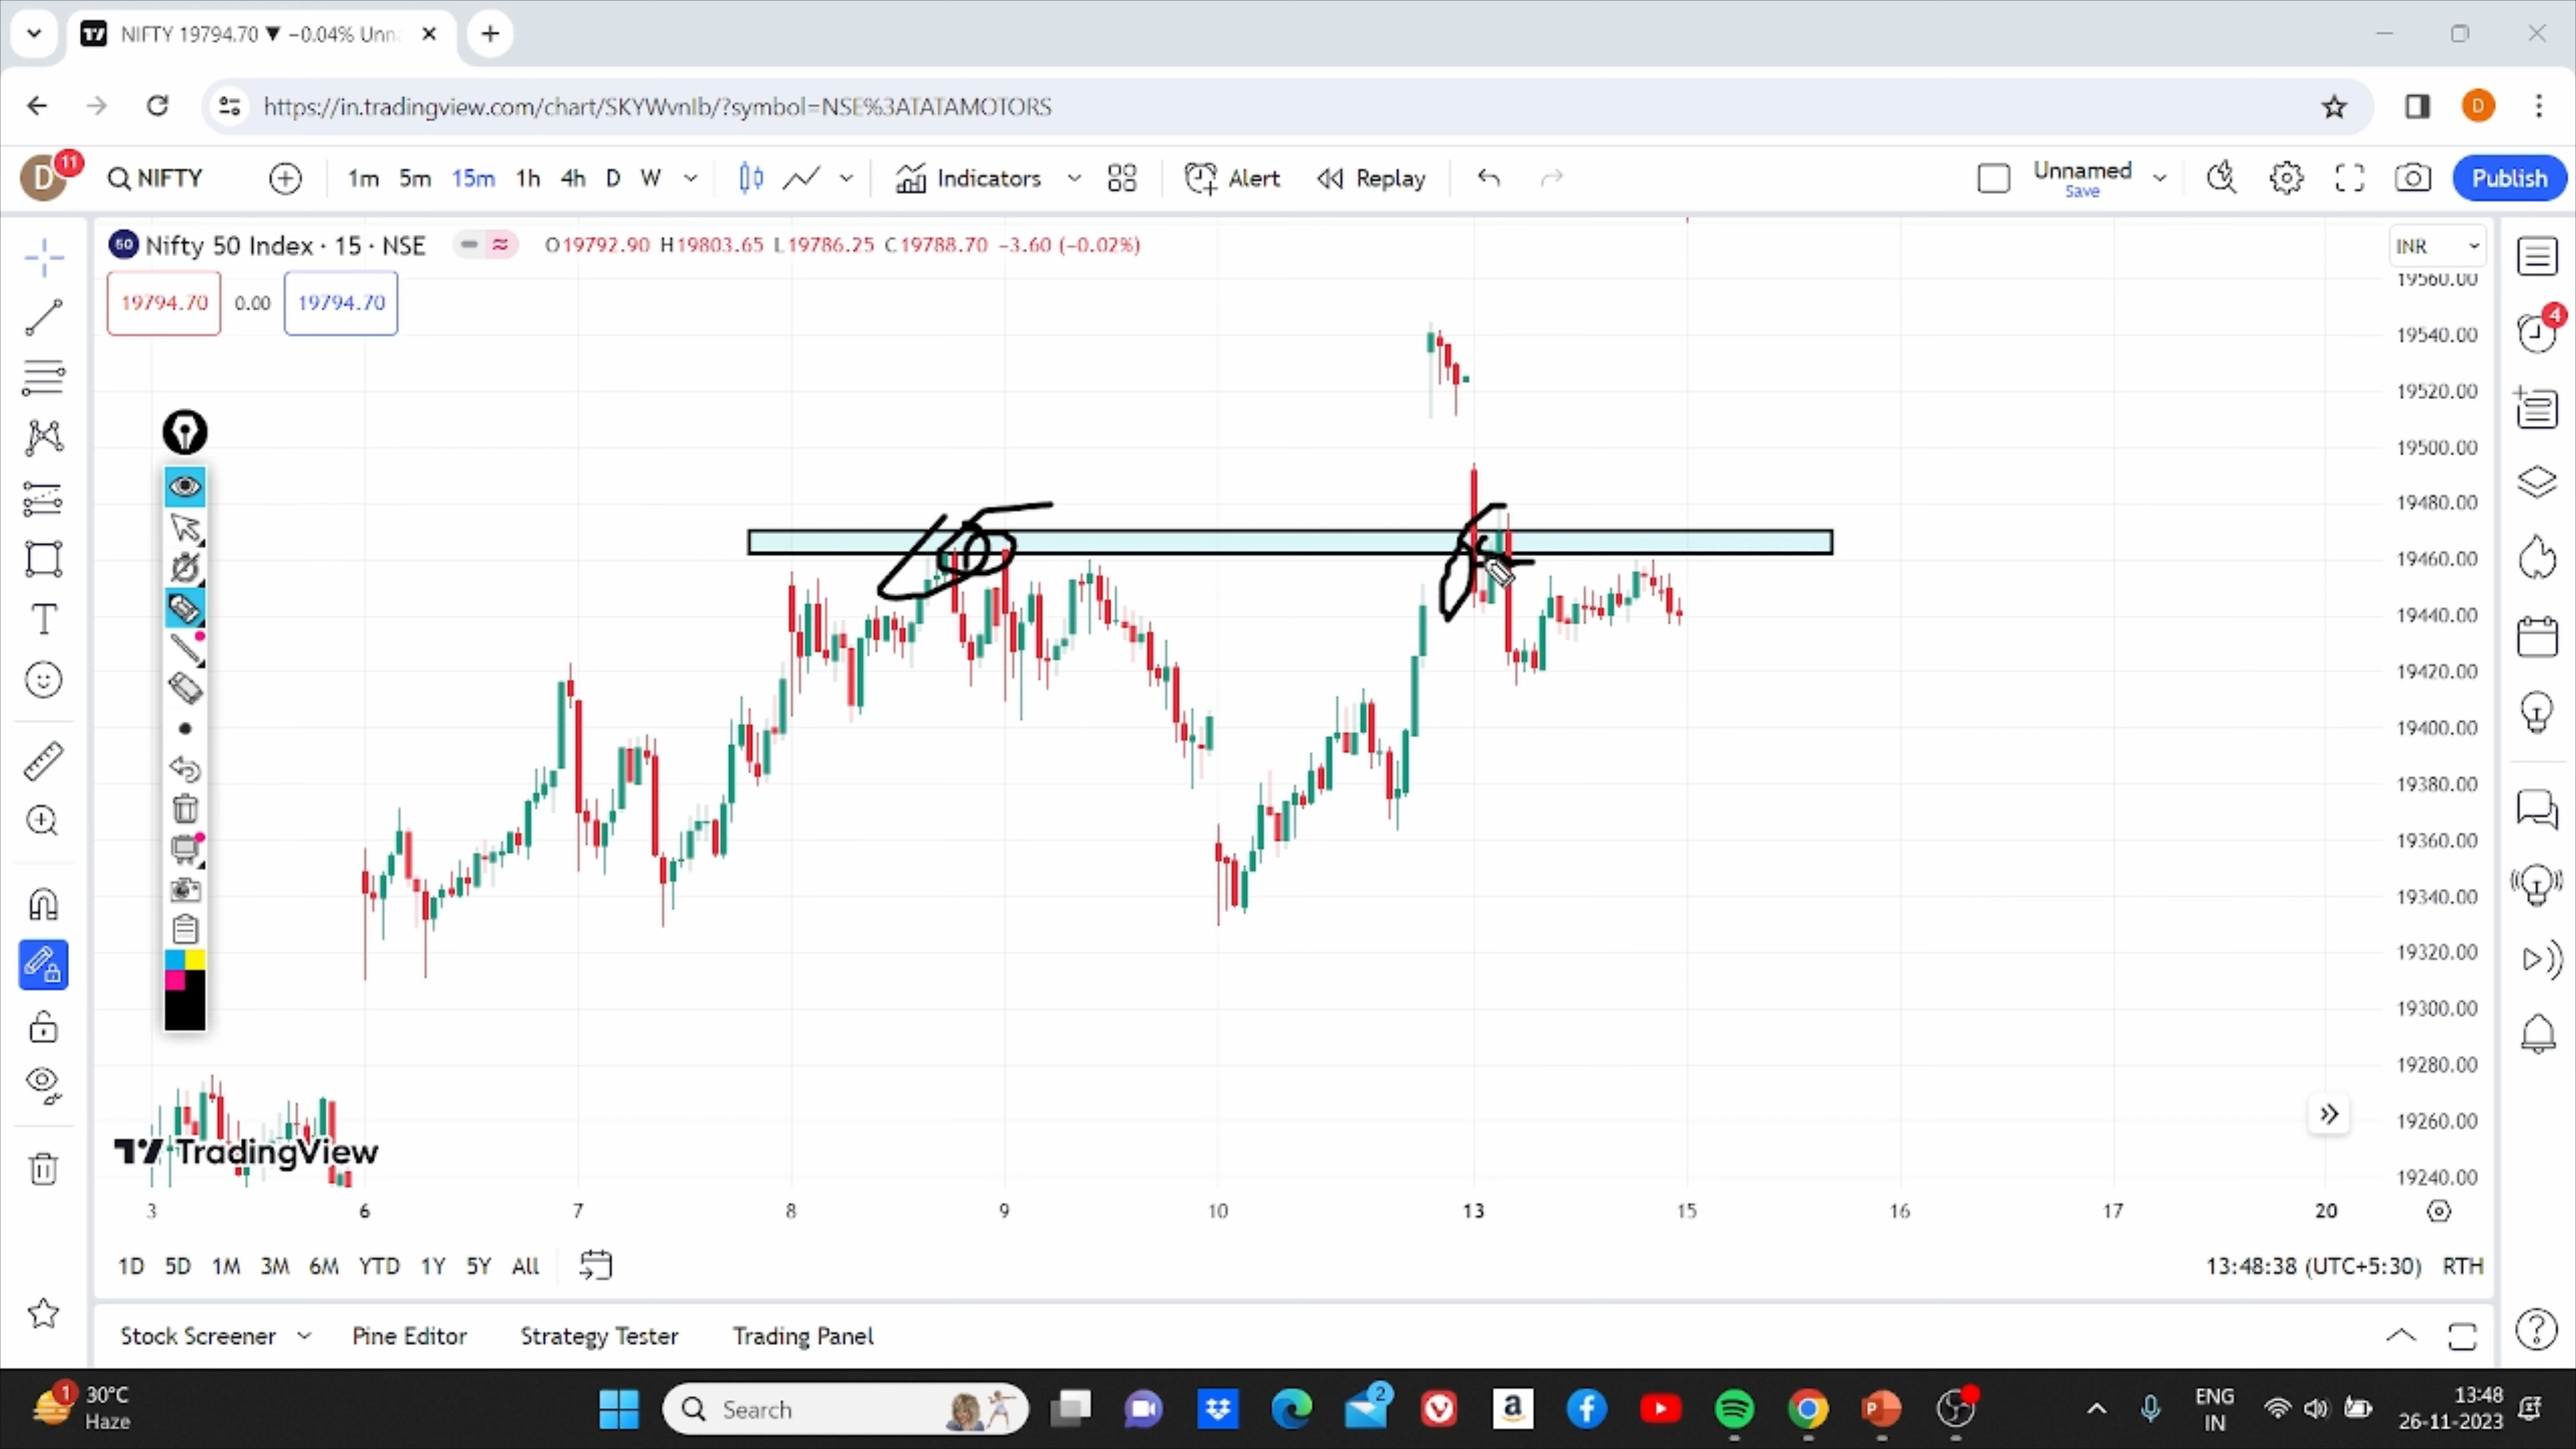 NIFTY 19794.70 ▼ −0.04% Unn
https://in.tradingview.com/chart/SKYWvnIb/?symbol=NSE%3ATATAMOTORS
D
D 11 NIFTY 1m 5m 15m 1h 4h D W Indicators Alert Replay Unnamed Save Publish
50 Nifty 50 Index · 15 · NSE O19792.90 H19803.65 L19786.25 C19788.70 −3.60 (−0.02%) INR
19794.70 0.00 19794.70
19560.00
19540.00
19520.00
19500.00
19480.00
19460.00
19440.00
19420.00
19400.00
19380.00
19360.00
19340.00
19320.00
19300.00
19280.00
19260.00
19240.00
4
TradingView
3 6 7 8 9 10 13 15 16 17 20
1D 5D 1M 3M 6M YTD 1Y 5Y All 13:48:38 (UTC+5:30) RTH
Stock Screener Pine Editor Strategy Tester Trading Panel
1 30°C
Haze
Search
2
ENG
IN
13:48
26-11-2023